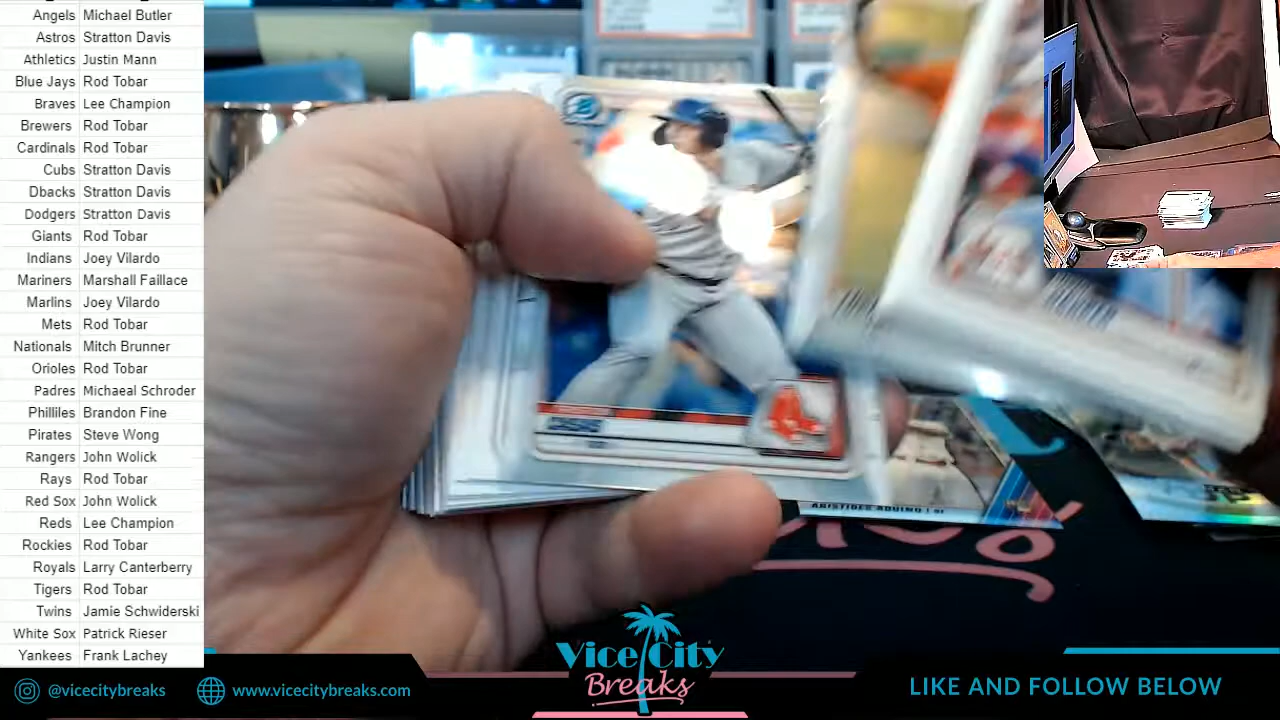 Angels Michael Butler
Astros Stratton Davis
Athletics Justin Mann
Blue Jays Rod Tobar
Braves Lee Champion
Brewers Rod Tobar
Cardinals Rod Tobar
Cubs Stratton Davis
Dbacks Stratton Davis
Dodgers Stratton Davis
Giants Rod Tobar
Indians Joey Vilardo
Mariners Marshall Faillace
Marlins Joey Vilardo
Mets Rod Tobar
Nationals Mitch Brunner
Orioles Rod Tobar
Padres Michaeal Schroder
Philliles Brandon Fine
Pirates Steve Wong
Rangers John Wolick
Rays Rod Tobar
Red Sox John Wolick
Reds Lee Champion
Rockies Rod Tobar
Royals Larry Canterberry
Tigers Rod Tobar
Twins Jamie Schwiderski
White Sox Patrick Rieser
Yankees Frank Lachey
CASAS
ARISTIDES AQUINO
Vice City
Breaks
@vicecitybreaks
www.vicecitybreaks.com
LIKE AND FOLLOW BELOW